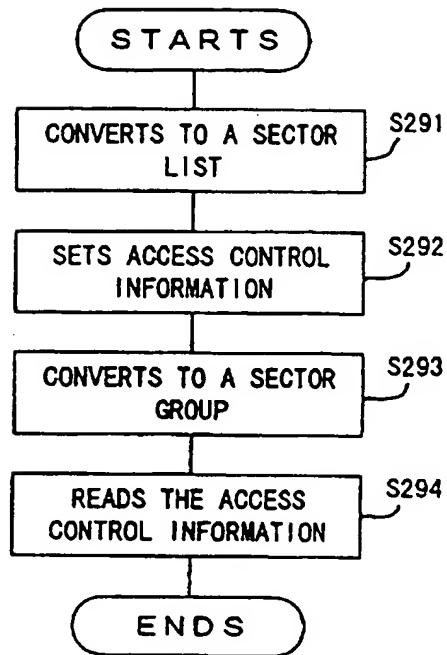 STARTS
CONVERTS TO A SECTOR
LIST
S291
SETS ACCESS CONTROL
INFORMATION
S292
CONVERTS TO A SECTOR
GROUP
S293
READS THE ACCESS
CONTROL INFORMATION
S294
ENDS